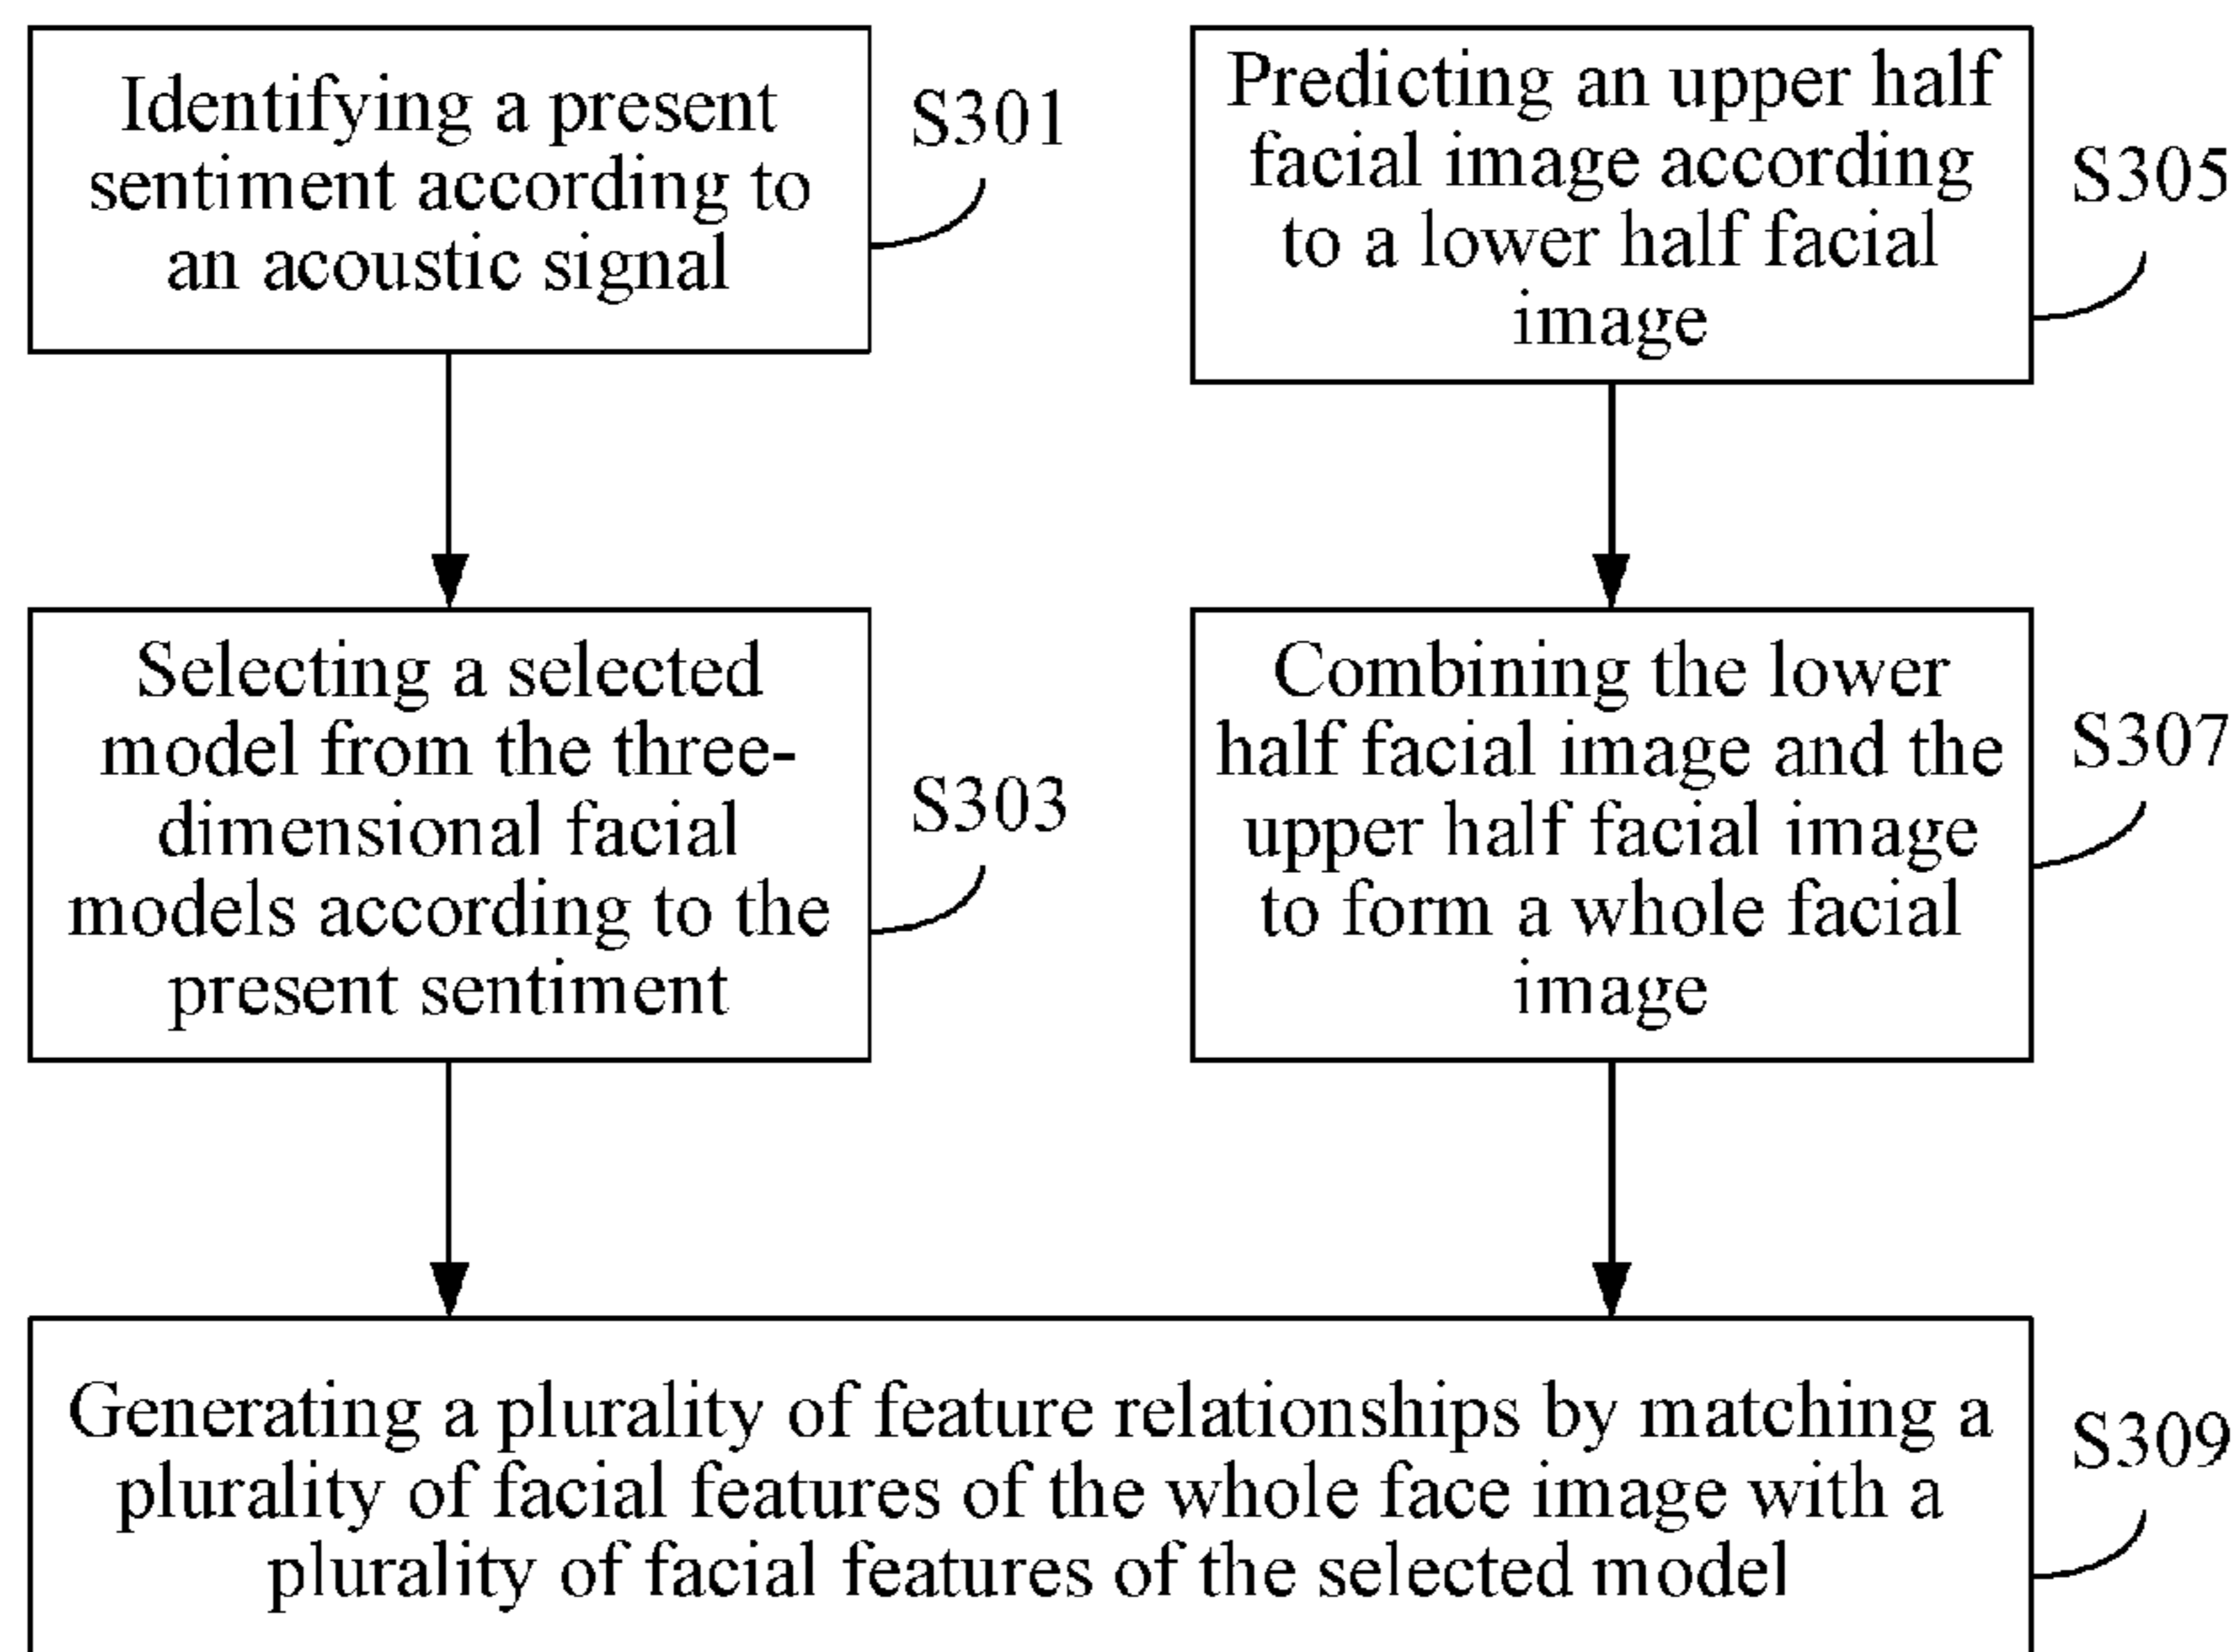 Identifying a present
sentiment according to
an acoustic signal
S301
Predicting an upper half
facial image according
to a lower half facial
image
S305
Selecting a selected
model from the three-
dimensional facial
models according to the
present sentiment
S303
Combining the lower
half facial image and the
upper half facial image
to form a whole facial
image
S307
Generating a plurality of feature relationships by matching a
plurality of facial features of the whole face image with a
plurality of facial features of the selected model
S309